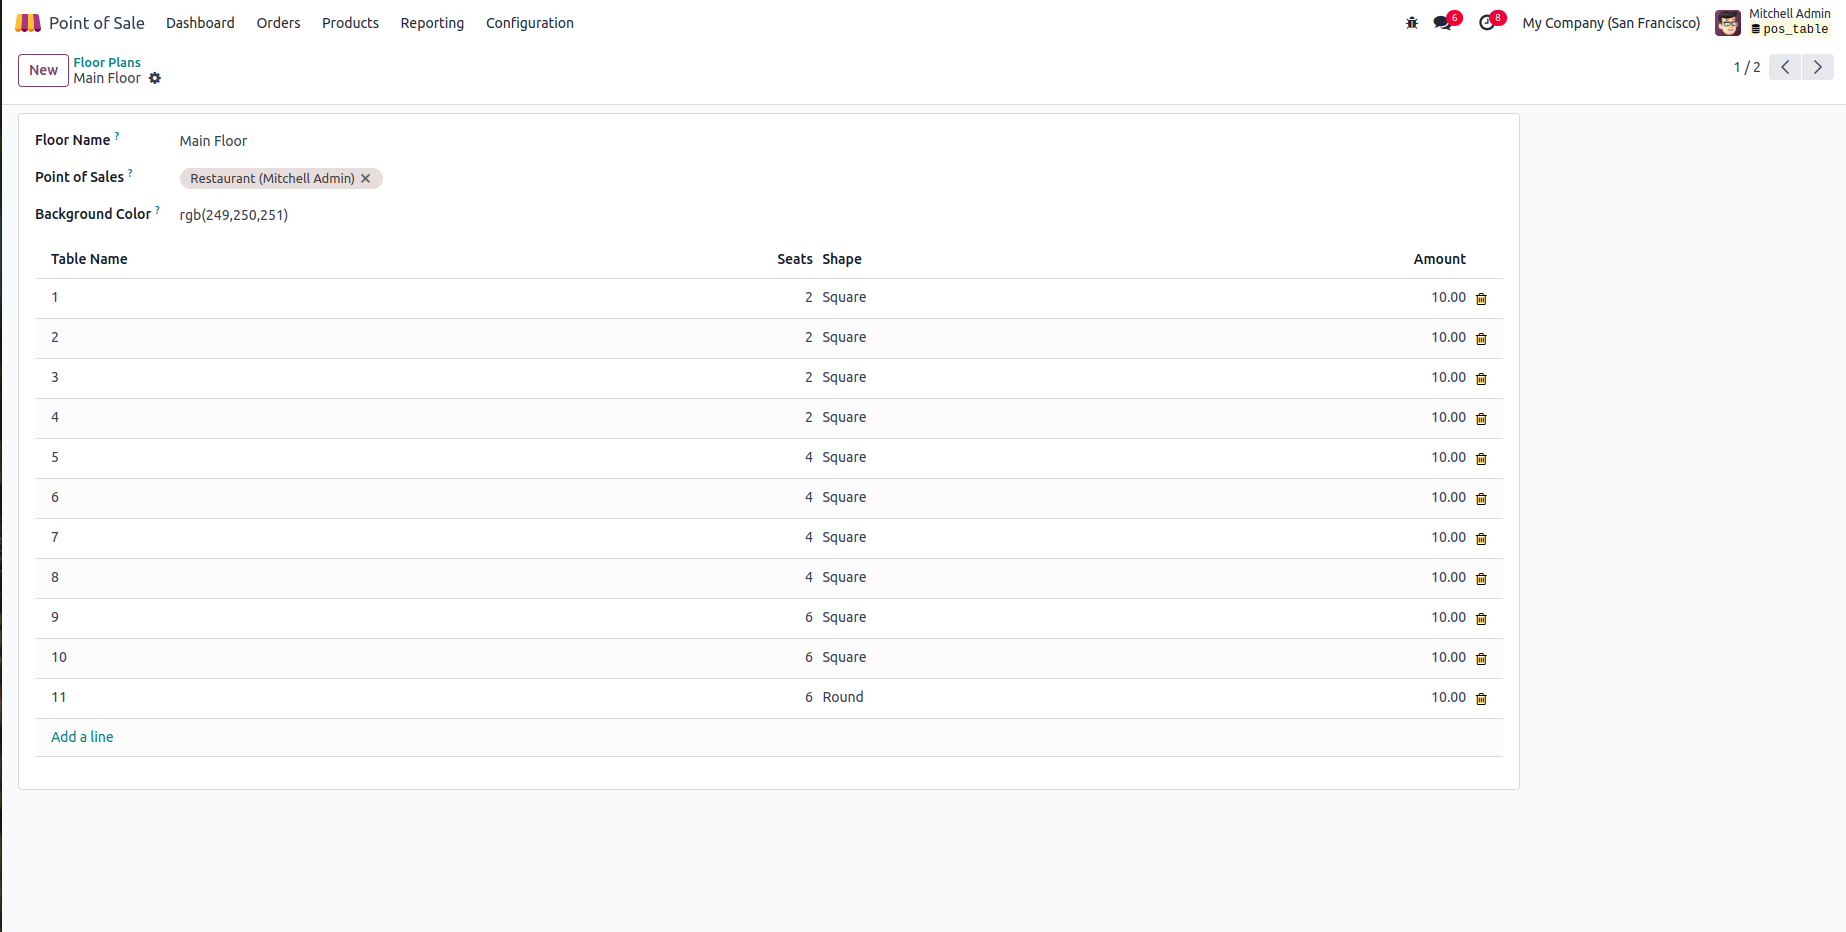 Point of Sale Dashboard Orders Products Reporting Configuration 6 8 My Company (San Francisco) Mitchell Admin
pos_table
New Floor Plans
Main Floor 1 / 2
Floor Name ? Main Floor
Point of Sales ? Restaurant (Mitchell Admin) ✕
Background Color ? rgb(249,250,251)
Table Name Seats Shape Amount
1 2 Square 10.00
2 2 Square 10.00
3 2 Square 10.00
4 2 Square 10.00
5 4 Square 10.00
6 4 Square 10.00
7 4 Square 10.00
8 4 Square 10.00
9 6 Square 10.00
10 6 Square 10.00
11 6 Round 10.00
Add a line